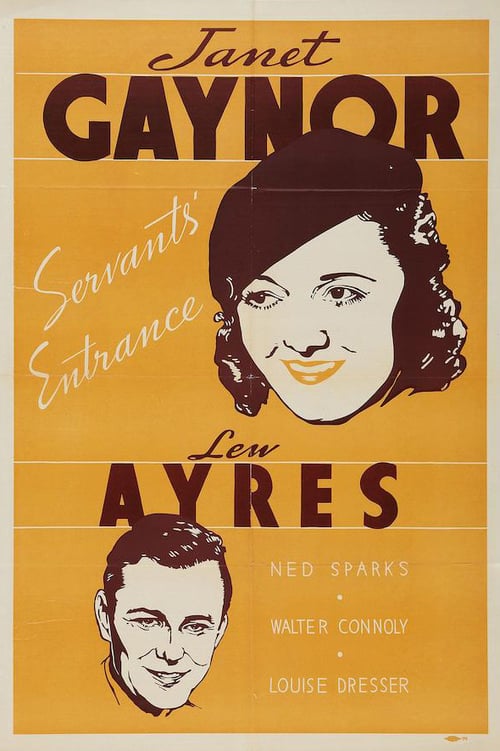 Janet
GAYNOR
Servants'
Entrance
Lew
AYRES
NED SPARKS
•
WALTER CONNOLY
•
LOUISE DRESSER